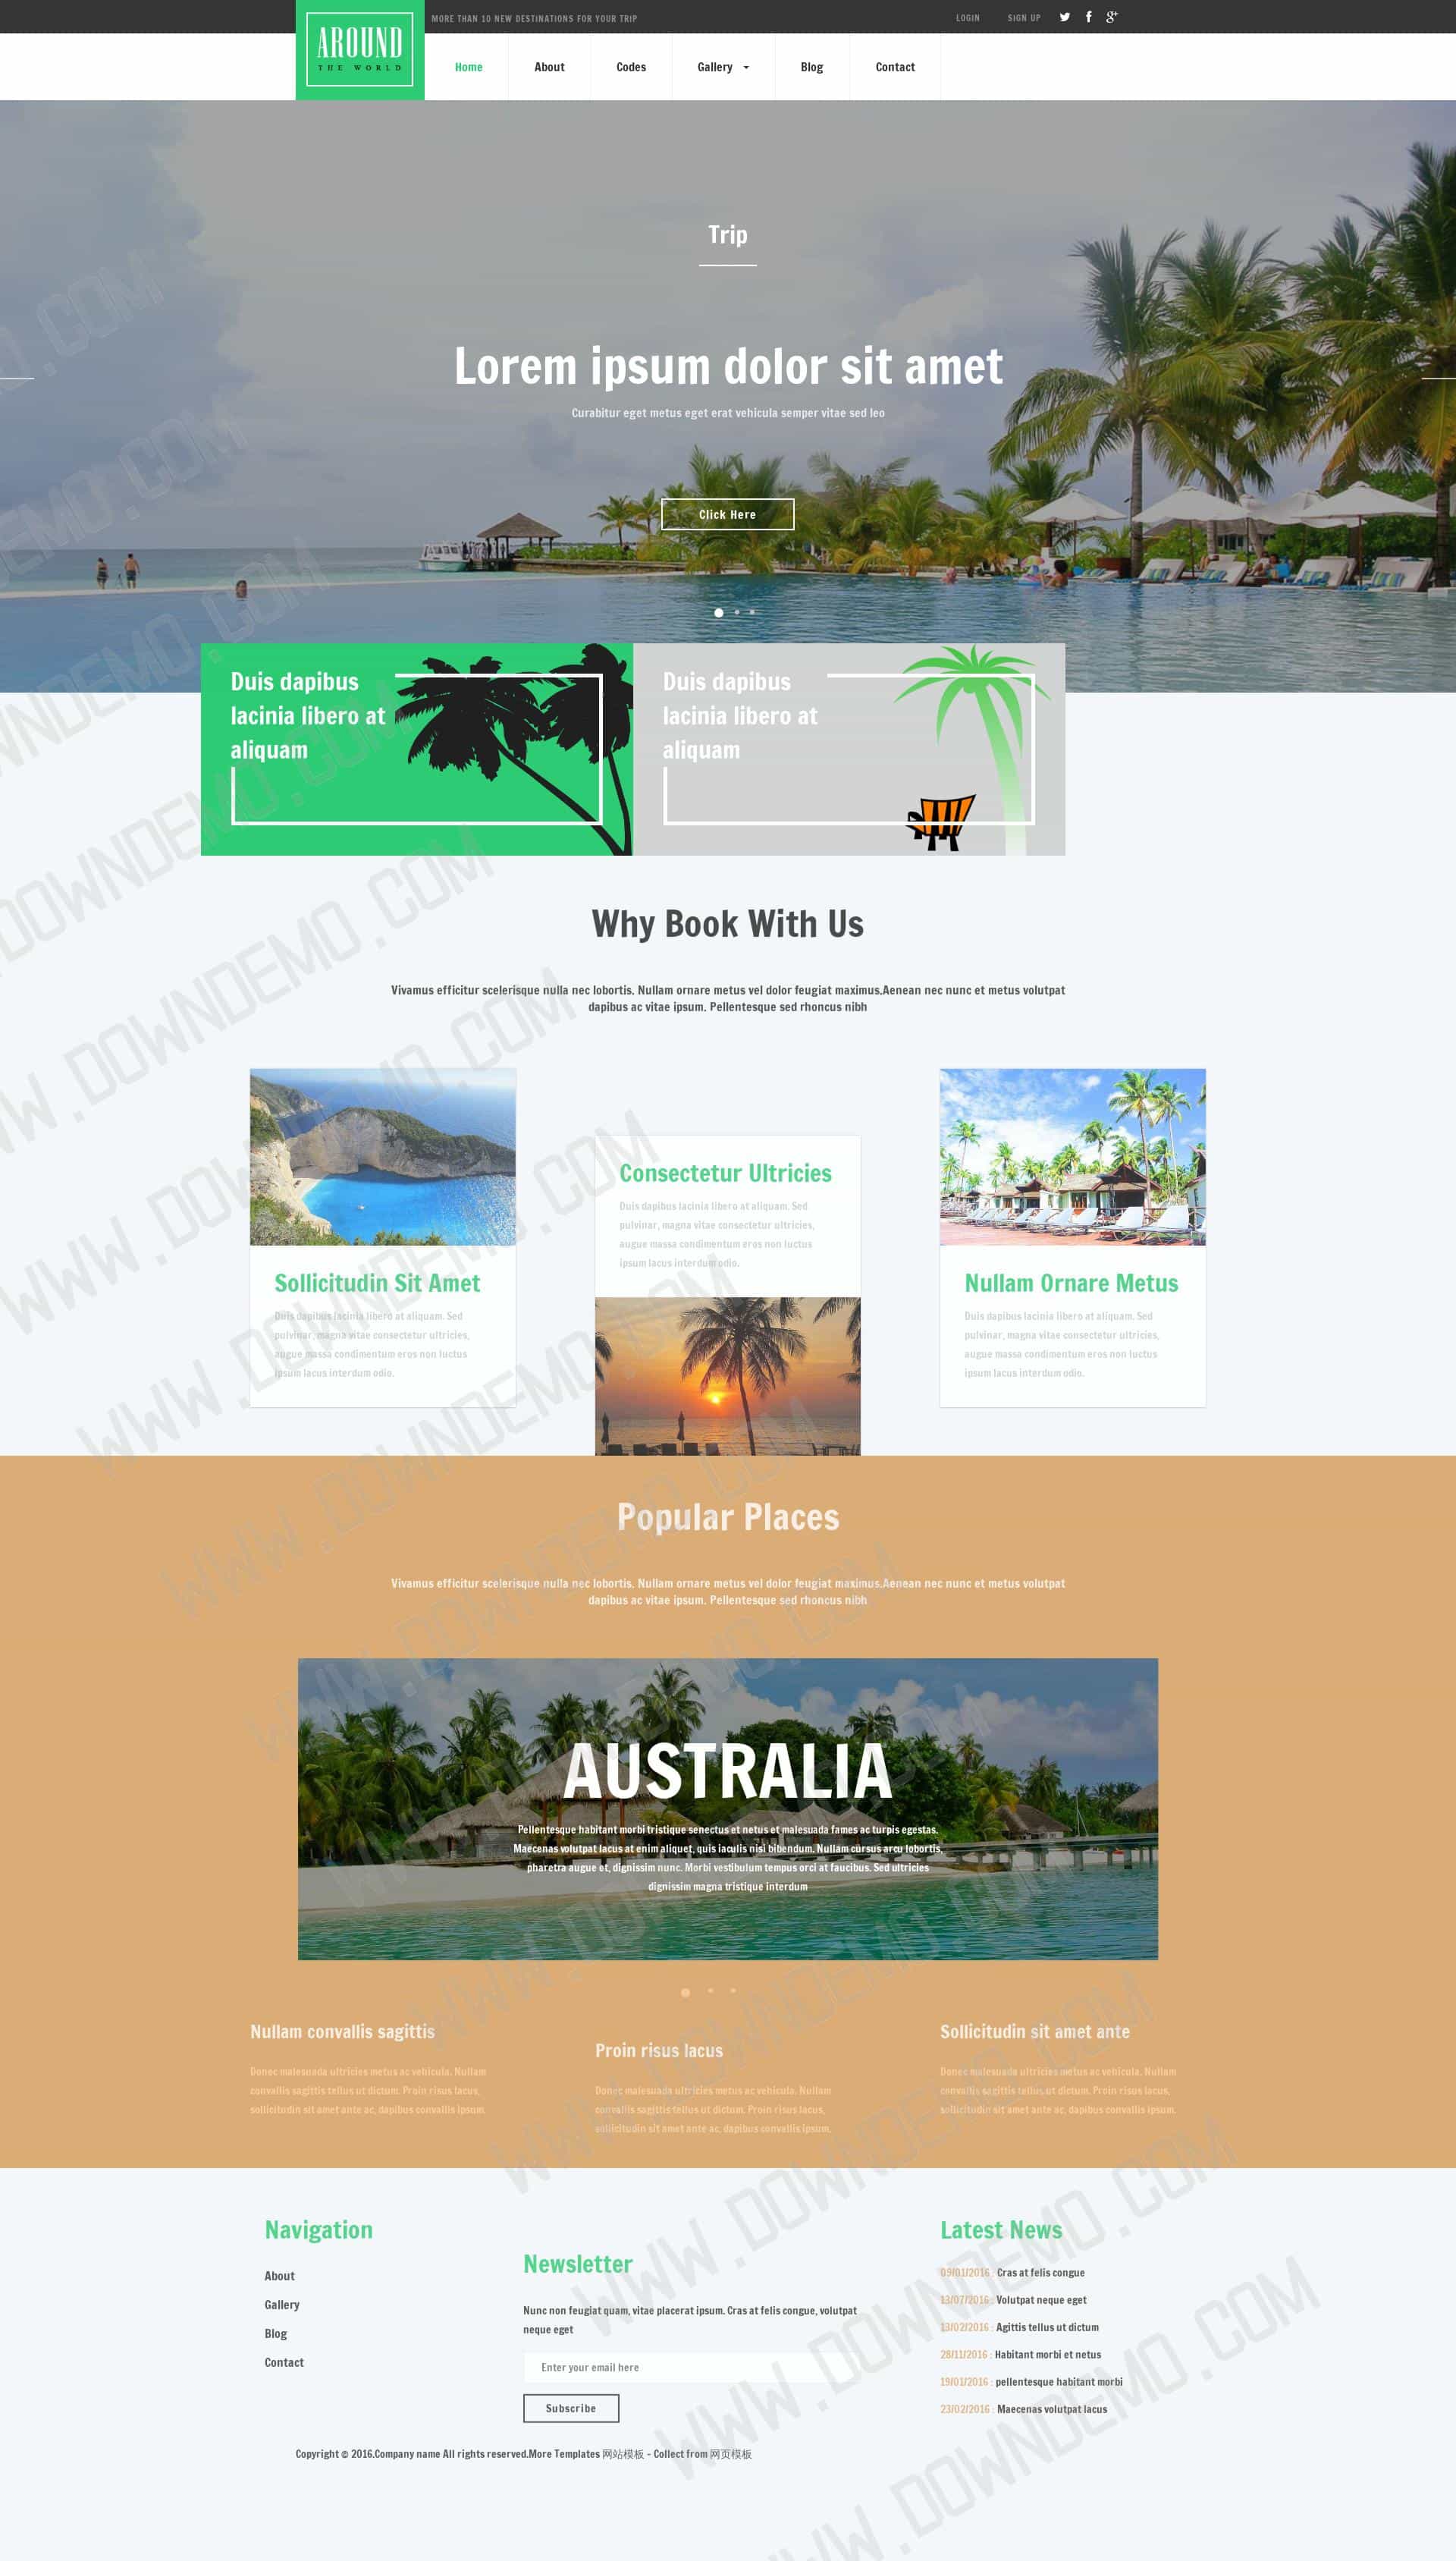 MORE THAN 10 NEW DESTINATIONS FOR YOUR TRIP
LOGIN
SIGN UP
AROUND
THE WORLD
Home
About
Codes
Gallery
Blog
Contact
Trip
Lorem ipsum dolor sit amet
Curabitur eget metus eget erat vehicula semper vitae sed leo
Click Here
Duis dapibus
lacinia libero at
aliquam
Duis dapibus
lacinia libero at
aliquam
Why Book With Us
Vivamus efficitur scelerisque nulla nec lobortis. Nullam ornare metus vel dolor feugiat maximus.Aenean nec nunc et metus volutpat
dapibus ac vitae ipsum. Pellentesque sed rhoncus nibh
Sollicitudin Sit Amet
Duis dapibus lacinia libero at aliquam. Sed
pulvinar, magna vitae consectetur ultricies,
augue massa condimentum eros non luctus
ipsum lacus interdum odio.
Consectetur Ultricies
Duis dapibus lacinia libero at aliquam. Sed
pulvinar, magna vitae consectetur ultricies,
augue massa condimentum eros non luctus
ipsum lacus interdum odio.
Nullam Ornare Metus
Duis dapibus lacinia libero at aliquam. Sed
pulvinar, magna vitae consectetur ultricies,
augue massa condimentum eros non luctus
ipsum lacus interdum odio.
Popular Places
Vivamus efficitur scelerisque nulla nec lobortis. Nullam ornare metus vel dolor feugiat maximus.Aenean nec nunc et metus volutpat
dapibus ac vitae ipsum. Pellentesque sed rhoncus nibh
AUSTRALIA
Pellentesque habitant morbi tristique senectus et netus et malesuada fames ac turpis egestas.
Maecenas volutpat lacus at enim aliquet, quis iaculis nisi bibendum. Nullam cursus arcu lobortis,
pharetra augue et, dignissim nunc. Morbi vestibulum tempus orci at faucibus. Sed ultricies
dignissim magna tristique interdum
Nullam convallis sagittis
Donec malesuada ultricies metus ac vehicula. Nullam
convallis sagittis tellus ut dictum. Proin risus lacus,
sollicitudin sit amet ante ac, dapibus convallis ipsum.
Proin risus lacus
Donec malesuada ultricies metus ac vehicula. Nullam
convallis sagittis tellus ut dictum. Proin risus lacus,
sollicitudin sit amet ante ac, dapibus convallis ipsum.
Sollicitudin sit amet ante
Donec malesuada ultricies metus ac vehicula. Nullam
convallis sagittis tellus ut dictum. Proin risus lacus,
sollicitudin sit amet ante ac, dapibus convallis ipsum.
Navigation
About
Gallery
Blog
Contact
Newsletter
Nunc non feugiat quam, vitae placerat ipsum. Cras at felis congue, volutpat
neque eget
Enter your email here
Subscribe
Latest News
09/01/2016 : Cras at felis congue
13/07/2016 : Volutpat neque eget
13/02/2016 : Agittis tellus ut dictum
28/11/2016 : Habitant morbi et netus
19/01/2016 : pellentesque habitant morbi
23/02/2016 : Maecenas volutpat lacus
Copyright © 2016.Company name All rights reserved.More Templates 网站模板 - Collect from 网页模板
WWW.DOWNDEMO.COM